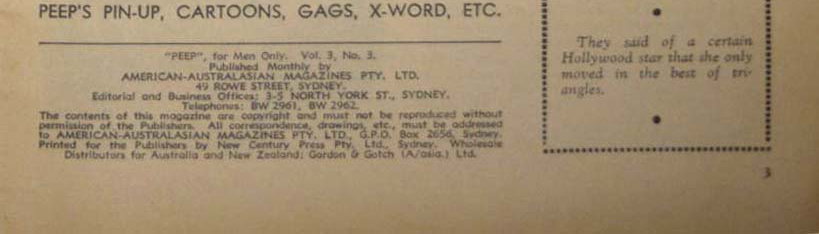 PEEP'S PIN-UP, CARTOONS, GAGS, X-WORD, ETC.
"PEEP", for Men Only. Vol. 3, No. 3.
Published Monthly by
AMERICAN-AUSTRALASIAN MAGAZINES PTY. LTD.
49 ROWE STREET, SYDNEY.
Editorial and Business Offices: 3-5 NORTH YORK ST., SYDNEY.
Telephones: BW 2961, BW 2962.
The contents of this magazine are copyright and must not be reproduced without
permission of the Publishers. All correspondence, drawings, etc., must be addressed
to AMERICAN-AUSTRALASIAN MAGAZINES PTY. LTD., G.P.O. Box 2656, Sydney.
Printed for the Publishers by New Century Press Pty. Ltd., Sydney. Wholesale
Distributors for Australia and New Zealand: Gordon & Gotch (A/asia.) Ltd.
They said of a certain
Hollywood star that she only
moved in the best of tri-
angles.
3